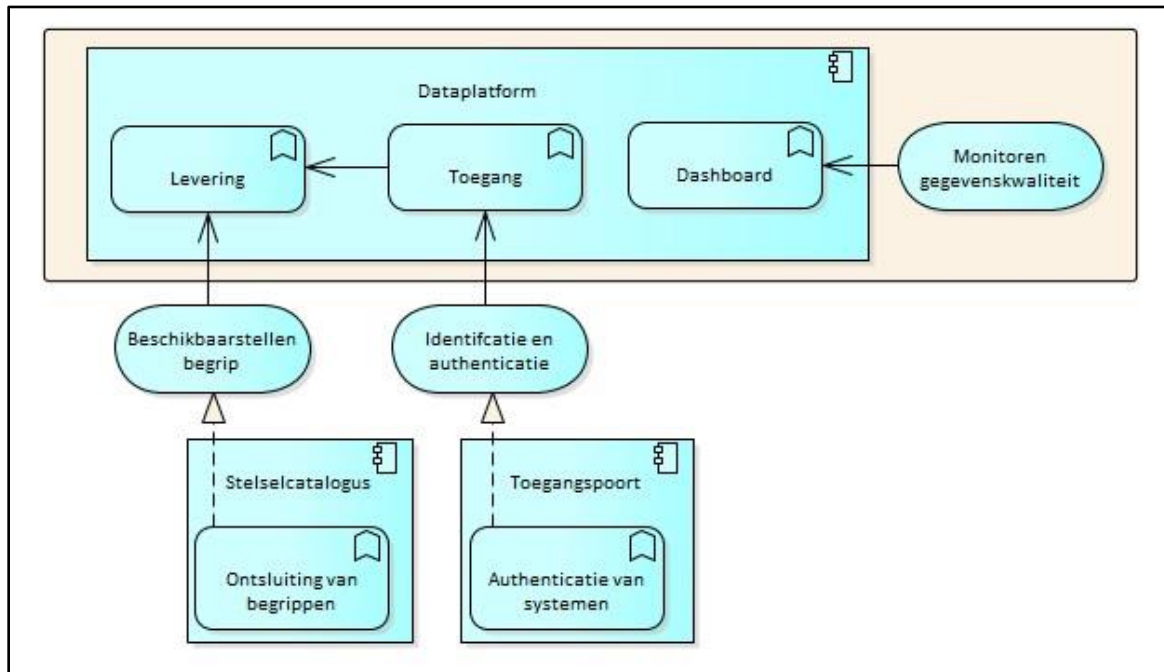 Dataplatform
Levering
Toegang
Dashboard
Monitoren
gegevenskwaliteit
Beschikbaarstellen
begrip
Identifcatie en
authenticatie
Stelselcatalogus
Toegangspoort
Ontsluiting van
begrippen
Authenticatie van
systemen